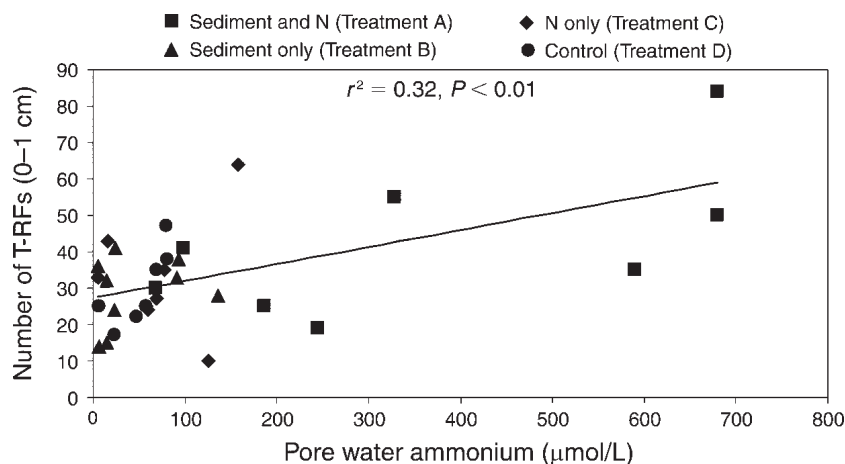 Sediment and N (Treatment A) N only (Treatment C)
Sediment only (Treatment B) Control (Treatment D)
r² = 0.32, P < 0.01
Number of T-RFs (0–1 cm)
90
80
70
60
50
40
30
20
10
0
0 100 200 300 400 500 600 700 800
Pore water ammonium (μmol/L)